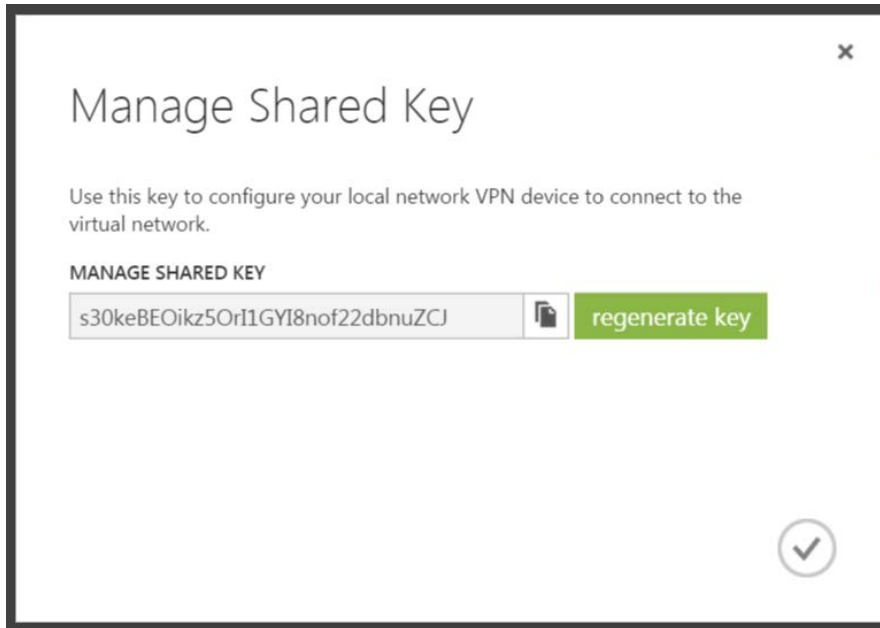 Manage Shared Key
Use this key to configure your local network VPN device to connect to the
virtual network.
MANAGE SHARED KEY
s30keBEOikz5OrI1GYI8nof22dbnuZCJ
regenerate key